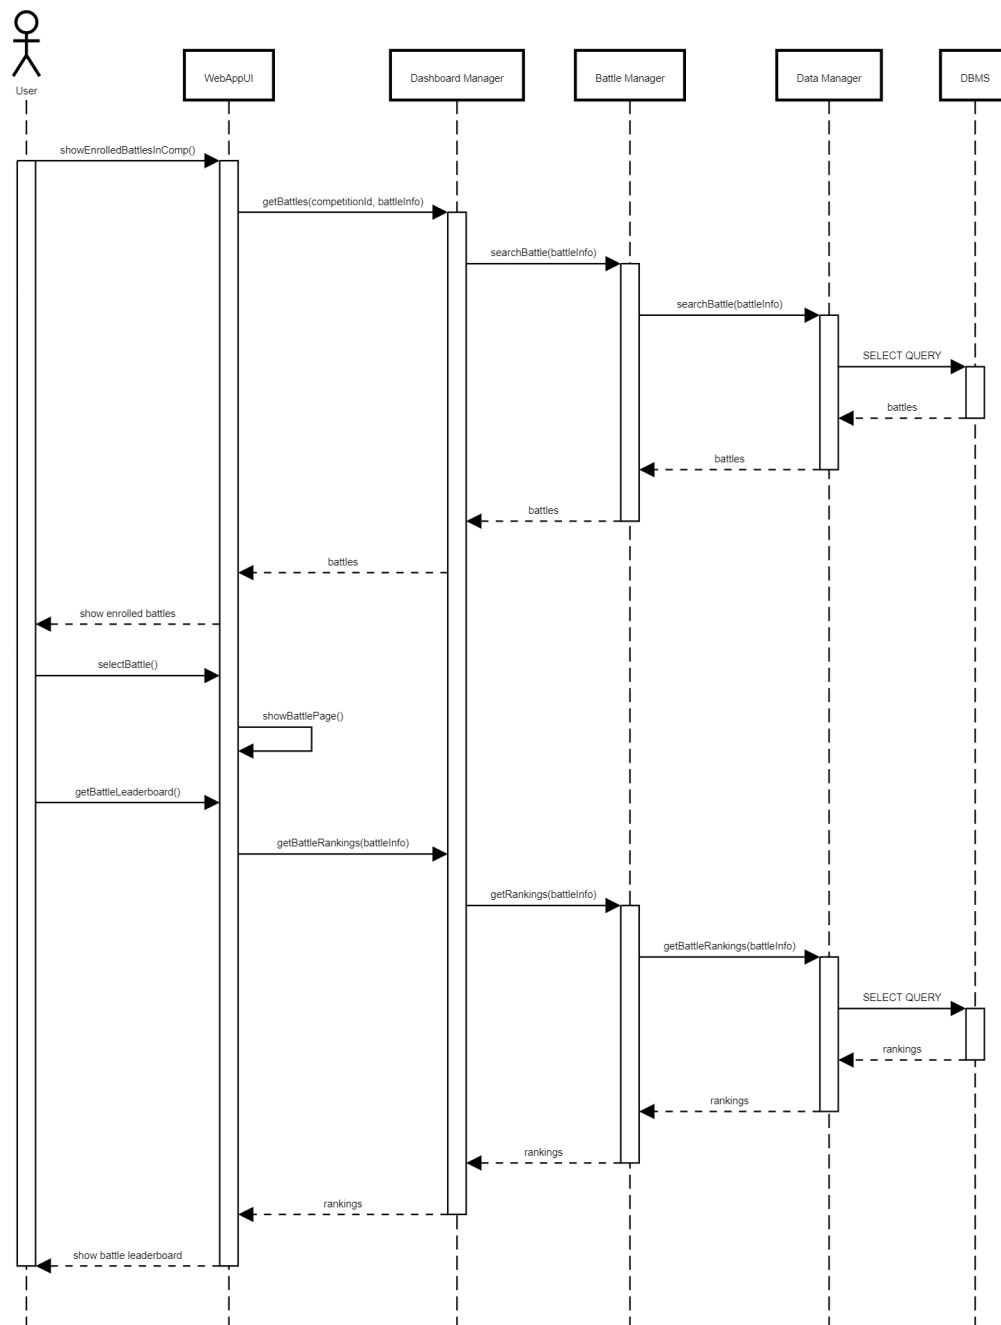 User
WebAppUI
Dashboard Manager
Battle Manager
Data Manager
DBMS
showEnrolledBattlesInComp()
getBattles(competitionId, battleInfo)
searchBattle(battleInfo)
searchBattle(battleInfo)
SELECT QUERY
battles
battles
battles
battles
show enrolled battles
selectBattle()
showBattlePage()
getBattleLeaderboard()
getBattleRankings(battleInfo)
getRankings(battleInfo)
getBattleRankings(battleInfo)
SELECT QUERY
rankings
rankings
rankings
rankings
show battle leaderboard